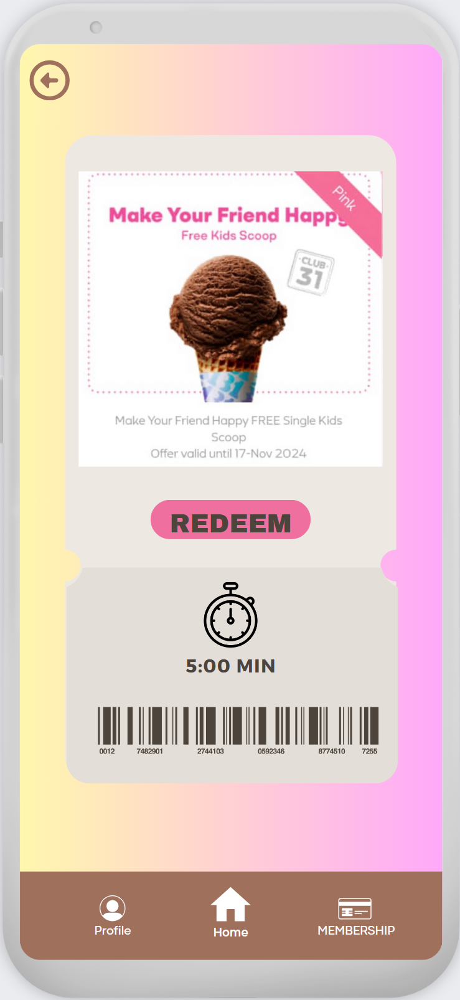 Pink
Make Your Friend Happy
Free Kids Scoop
CLUB
31
Make Your Friend Happy FREE Single Kids
Scoop
Offer valid until 17-Nov 2024
REDEEM
5:00 MIN
0012 7482901 2744103 0592346 8774510 7255
Profile
Home
MEMBERSHIP